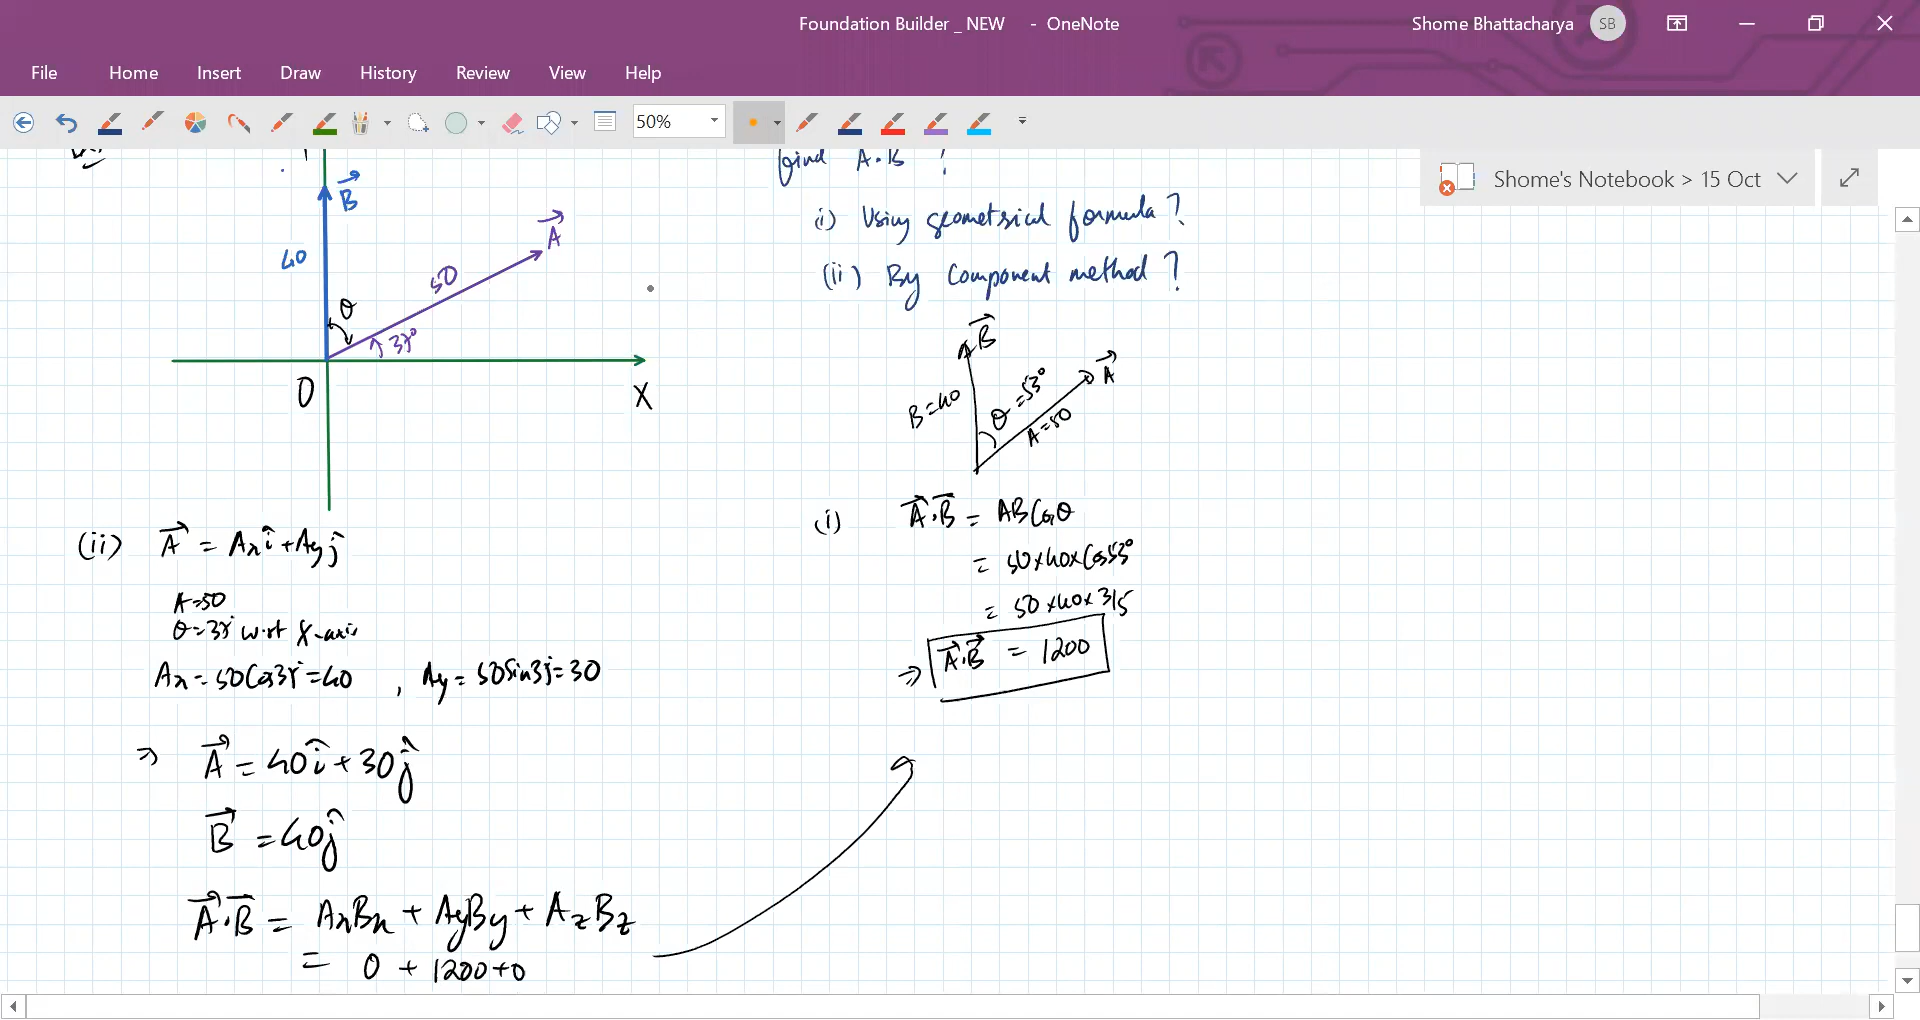 Foundation Builder _ NEW - OneNote
Shome Bhattacharya SB
File Home Insert Draw History Review View Help
50%
Shome's Notebook > 15 Oct
find A.B ?
(i) Using geometrical formula ?
(ii) By Component method ?
B
A
40
50
θ
37°
O
X
B
A
B=40
θ=53°
A=50
(i) A.B = ABCosθ
= 50×40×Cos53°
= 50×40×3/5
⇒ A.B = 1200
(ii) A = Axî+Ayĵ
A=50
θ=37° w.r.t X-axis
Ax=50Cos37°=40 , Ay=50Sin37°=30
⇒ A = 40î+30ĵ
B = 40ĵ
A.B = AxBx + AyBy + AzBz
= 0 + 1200+0